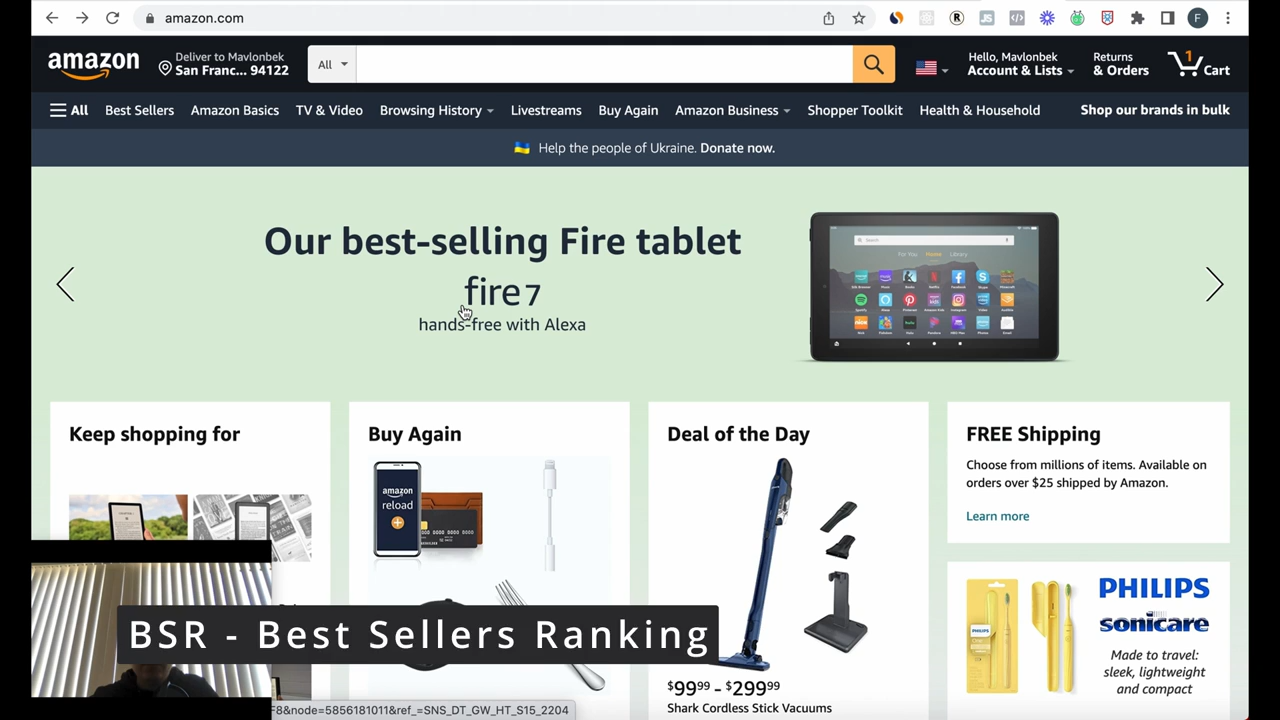 amazon.com
amazon
Deliver to Mavlonbek
San Franc... 94122
All
Hello, Mavlonbek
Account & Lists
Returns
& Orders
1
Cart
All
Best Sellers
Amazon Basics
TV & Video
Browsing History
Livestreams
Buy Again
Amazon Business
Shopper Toolkit
Health & Household
Shop our brands in bulk
Help the people of Ukraine. Donate now.
Our best-selling Fire tablet
fire 7
hands-free with Alexa
Keep shopping for
Buy Again
amazon
reload
Deal of the Day
$99⁹⁹ - $299⁹⁹
Shark Cordless Stick Vacuums
FREE Shipping
Choose from millions of items. Available on
orders over $25 shipped by Amazon.
Learn more
PHILIPS
sonicare
Made to travel:
sleek, lightweight
and compact
BSR - Best Sellers Ranking
F8&node=5856181011&ref_=SNS_DT_GW_HT_S15_2204